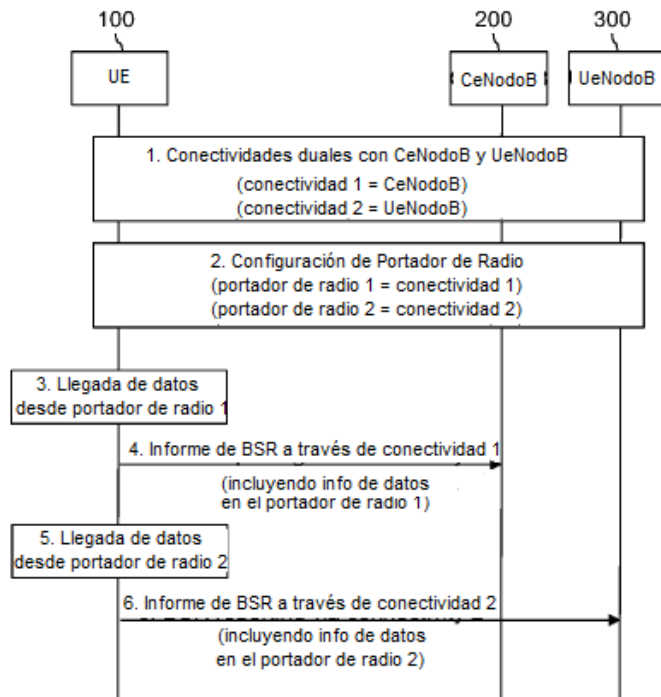 100
200
300
UE
CeNodoB
UeNodoB
1. Conectividades duales con CeNodoB y UeNodoB
(conectividad 1 = CeNodoB)
(conectividad 2 = UeNodoB)
2. Configuración de Portador de Radio
(portador de radio 1 = conectividad 1)
(portador de radio 2 = conectividad 2)
3. Llegada de datos
desde portador de radio 1
4. Informe de BSR a través de conectividad 1
(incluyendo info de datos
en el portador de radio 1)
5. Llegada de datos
desde portador de radio 2
6. Informe de BSR a través de conectividad 2
(incluyendo info de datos
en el portador de radio 2)